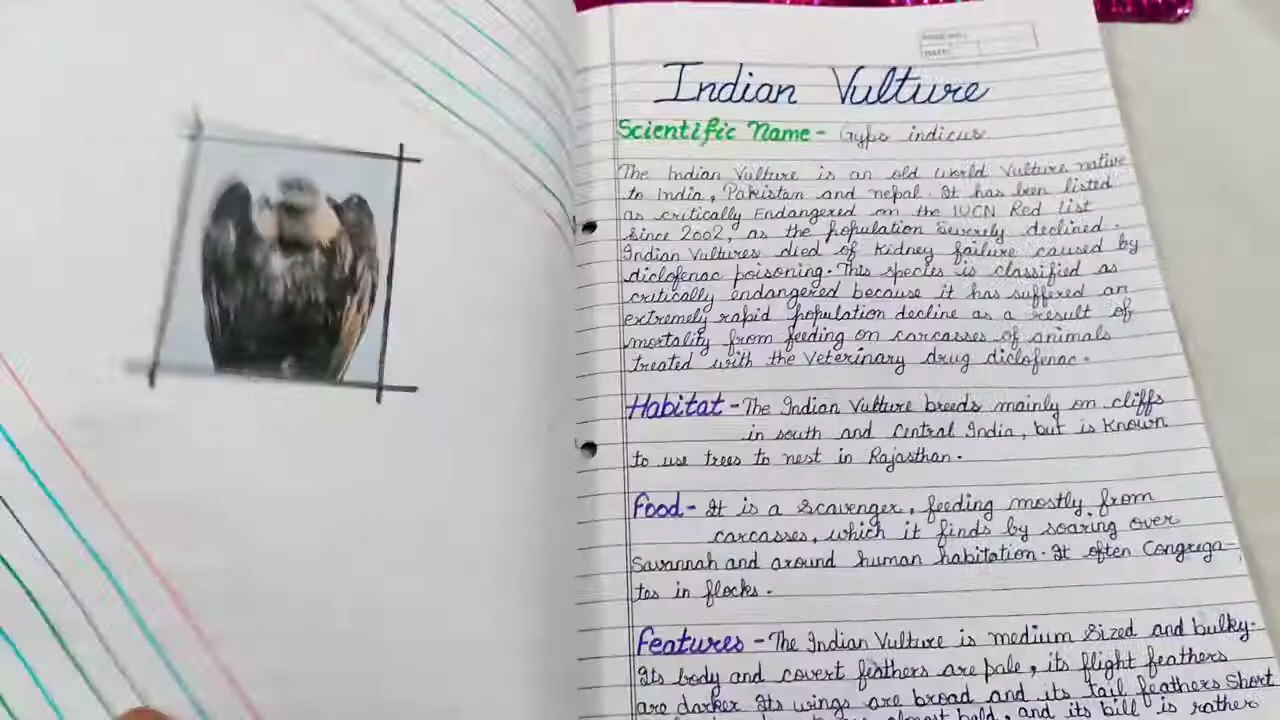 DATE:
Indian Vulture
Scientific Name - Gyps indicus
The Indian Vulture is an old world Vulture native
to India, Pakistan and nepal. It has been listed
as critically Endangered on the IUCN Red list
since 2002, as the population Severely declined.
Indian Vultures died of Kidney failure caused by
diclofenac poisoning. This species is classified as
critically endangered because it has suffered an
extremely rapid population decline as a result of
mortality from feeding on carcasses of animals
treated with the Veterinary drug diclofenac.
Habitat - The Indian Vulture breeds mainly on cliffs
in south and Central India, but is Known
to use trees to nest in Rajasthan.
Food - It is a Scavenger, feeding mostly from
carcasses, which it finds by soaring over
Savannah and around human habitation. It often Congrega-
tes in flocks.
Features - The Indian Vulture is medium Sized and bulky.
Its body and covert feathers are pale, its flight feathers
are darker. Its wings are broad and its tail feathers Short
almost bald, and its bill is rather